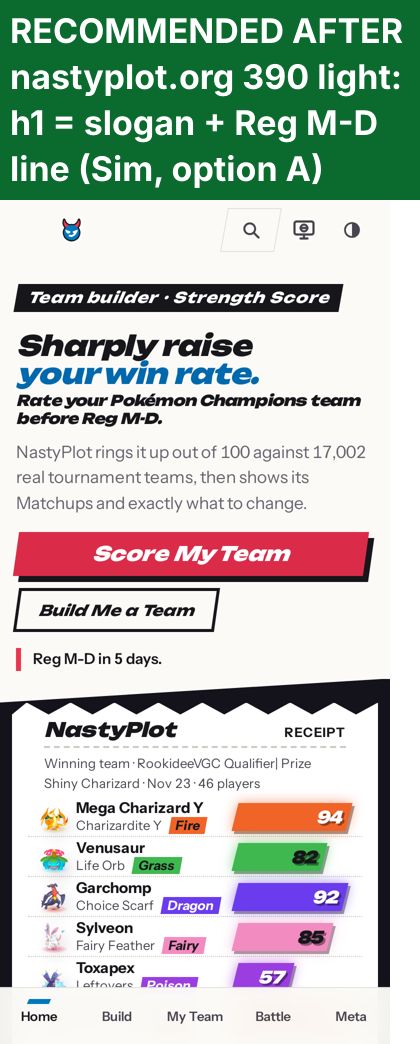 RECOMMENDED AFTER
nastyplot.org 390 light:
h1 = slogan + Reg M-D
line (Sim, option A)
Team builder · Strength Score
Sharply raise
your win rate.
Rate your Pokémon Champions team
before Reg M-D.
NastyPlot rings it up out of 100 against 17,002
real tournament teams, then shows its
Matchups and exactly what to change.
Score My Team
Build Me a Team
Reg M-D in 5 days.
NastyPlot RECEIPT
Winning team · RookideeVGC Qualifier| Prize
Shiny Charizard · Nov 23 · 46 players
Mega Charizard Y
Charizardite Y Fire 94
Venusaur
Life Orb Grass 82
Garchomp
Choice Scarf Dragon 92
Sylveon
Fairy Feather Fairy 85
Toxapex
Leftovers Poison 57
Home Build My Team Battle Meta